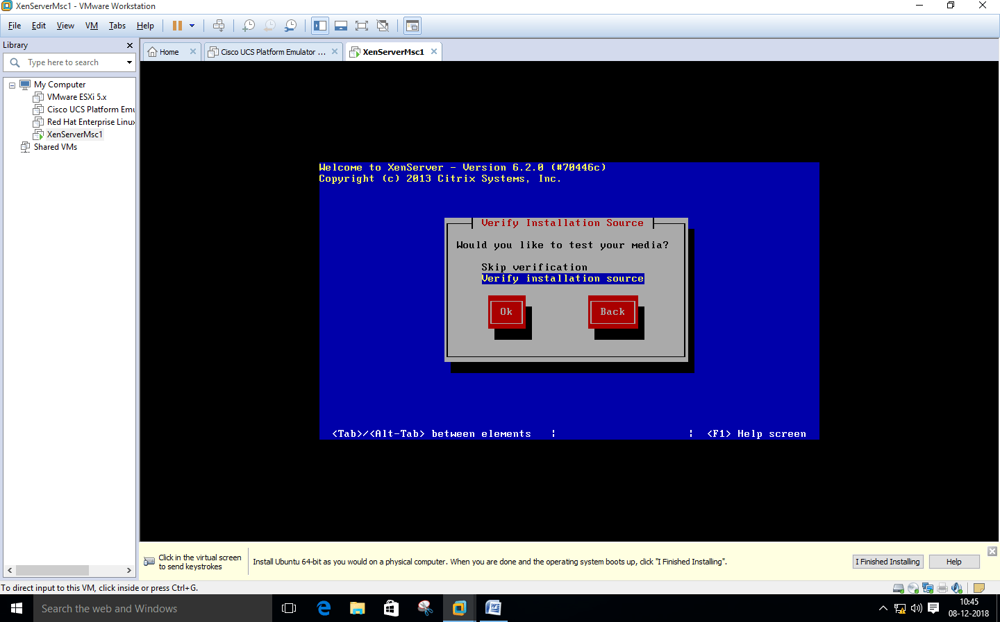 XenServerMsc1 - VMware Workstation
File Edit View VM Tabs Help
Library
Type here to search
My Computer
VMware ESXi 5.x
Cisco UCS Platform Emu
Red Hat Enterprise Linux
XenServerMsc1
Shared VMs
Home
Cisco UCS Platform Emulator ...
XenServerMsc1
Welcome to XenServer - Version 6.2.0 (#70446c)
Copyright (c) 2013 Citrix Systems, Inc.
Verify Installation Source
Would you like to test your media?
Skip verification
Verify installation source
Ok Back
<Tab>/<Alt-Tab> between elements ¦ ¦ <F1> Help screen
Click in the virtual screen
to send keystrokes
Install Ubuntu 64-bit as you would on a physical computer. When you are done and the operating system boots up, click "I Finished Installing".
I Finished Installing
Help
To direct input to this VM, click inside or press Ctrl+G.
Search the web and Windows
10:45
08-12-2018